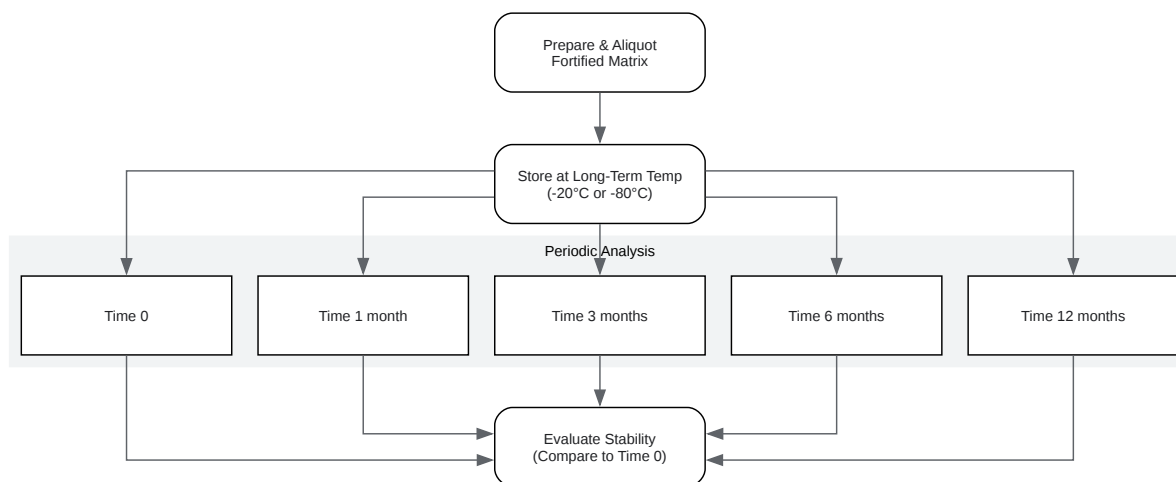 Prepare & Aliquot
Fortified Matrix
Store at Long-Term Temp
(-20°C or -80°C)
Periodic Analysis
Time 0
Time 1 month
Time 3 months
Time 6 months
Time 12 months
Evaluate Stability
(Compare to Time 0)